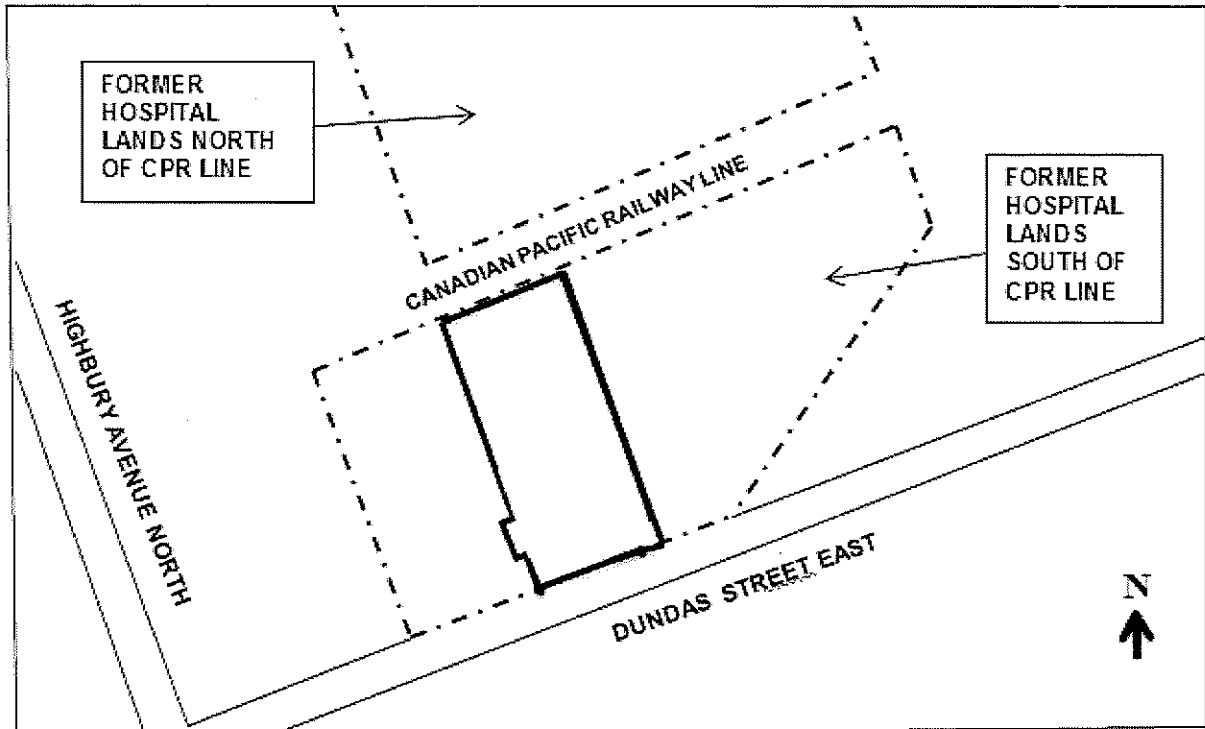 FORMER
HOSPITAL
LANDS NORTH
OF CPR LINE
CANADIAN PACIFIC RAILWAY LINE
FORMER
HOSPITAL
LANDS
SOUTH OF
CPR LINE
HIGHBURY AVENUE NORTH
DUNDAS STREET EAST
N